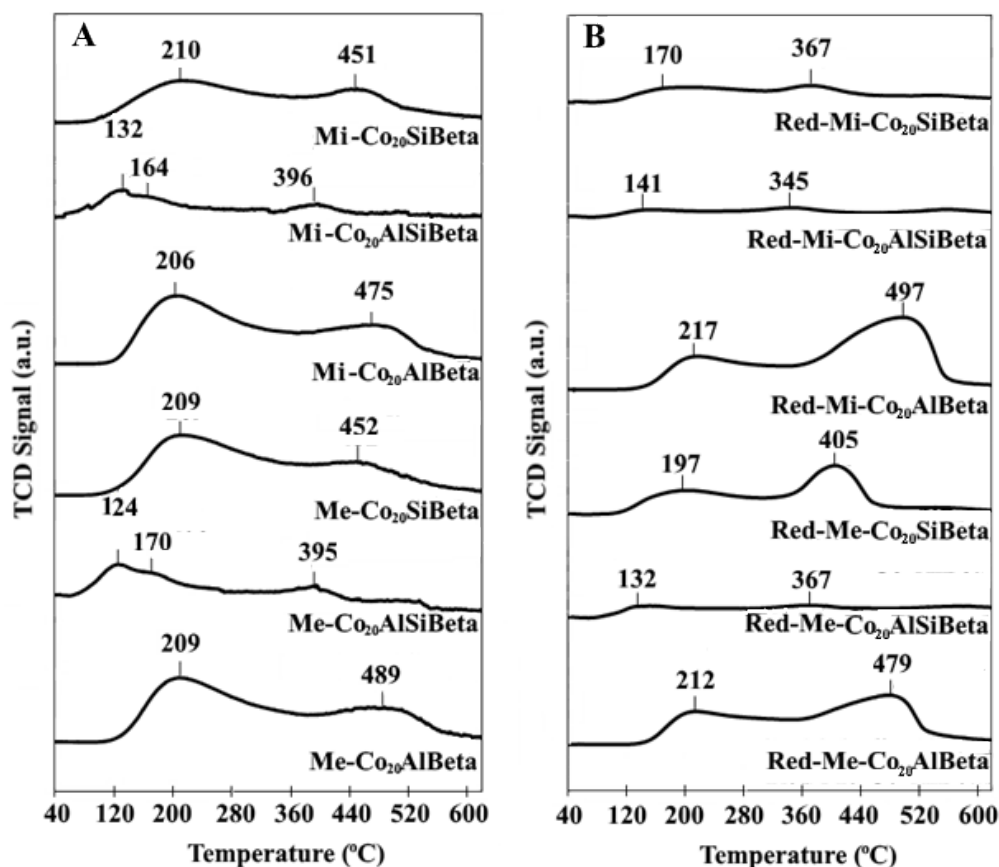 A
210
451
Mi-Co₂₀SiBeta
132
164
396
Mi-Co₂₀AlSiBeta
206
475
Mi-Co₂₀AlBeta
209
452
Me-Co₂₀SiBeta
124
170
395
Me-Co₂₀AlSiBeta
209
489
Me-Co₂₀AlBeta
40 120 200 280 360 440 520 600
Temperature (ºC)
TCD Signal (a.u.)
B
170
367
Red-Mi-Co₂₀SiBeta
141
345
Red-Mi-Co₂₀AlSiBeta
217
497
Red-Mi-Co₂₀AlBeta
197
405
Red-Me-Co₂₀SiBeta
132
367
Red-Me-Co₂₀AlSiBeta
212
479
Red-Me-Co₂₀AlBeta
40 120 200 280 360 440 520 600
Temperature (ºC)
TCD Signal (a.u.)